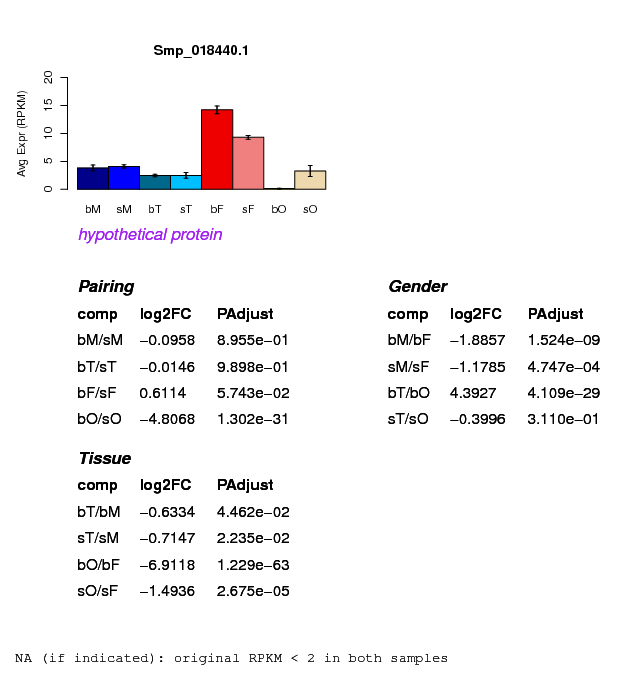 Smp_018440.1
Avg Expr (RPKM)
20
15
10
5
0
bM sM bT sT bF sF bO sO
hypothetical protein
Pairing
comp log2FC PAdjust
bM/sM −0.0958 8.955e−01
bT/sT −0.0146 9.898e−01
bF/sF 0.6114 5.743e−02
bO/sO −4.8068 1.302e−31
Gender
comp log2FC PAdjust
bM/bF −1.8857 1.524e−09
sM/sF −1.1785 4.747e−04
bT/bO 4.3927 4.109e−29
sT/sO −0.3996 3.110e−01
Tissue
comp log2FC PAdjust
bT/bM −0.6334 4.462e−02
sT/sM −0.7147 2.235e−02
bO/bF −6.9118 1.229e−63
sO/sF −1.4936 2.675e−05
NA (if indicated): original RPKM < 2 in both samples